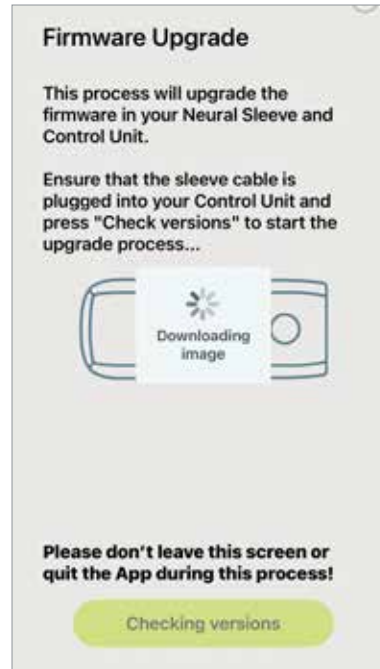 Firmware Upgrade
This process will upgrade the
firmware in your Neural Sleeve and
Control Unit.
Ensure that the sleeve cable is
plugged into your Control Unit and
press "Check versions" to start the
upgrade process...
Downloading
image
Please don't leave this screen or
quit the App during this process!
Checking versions